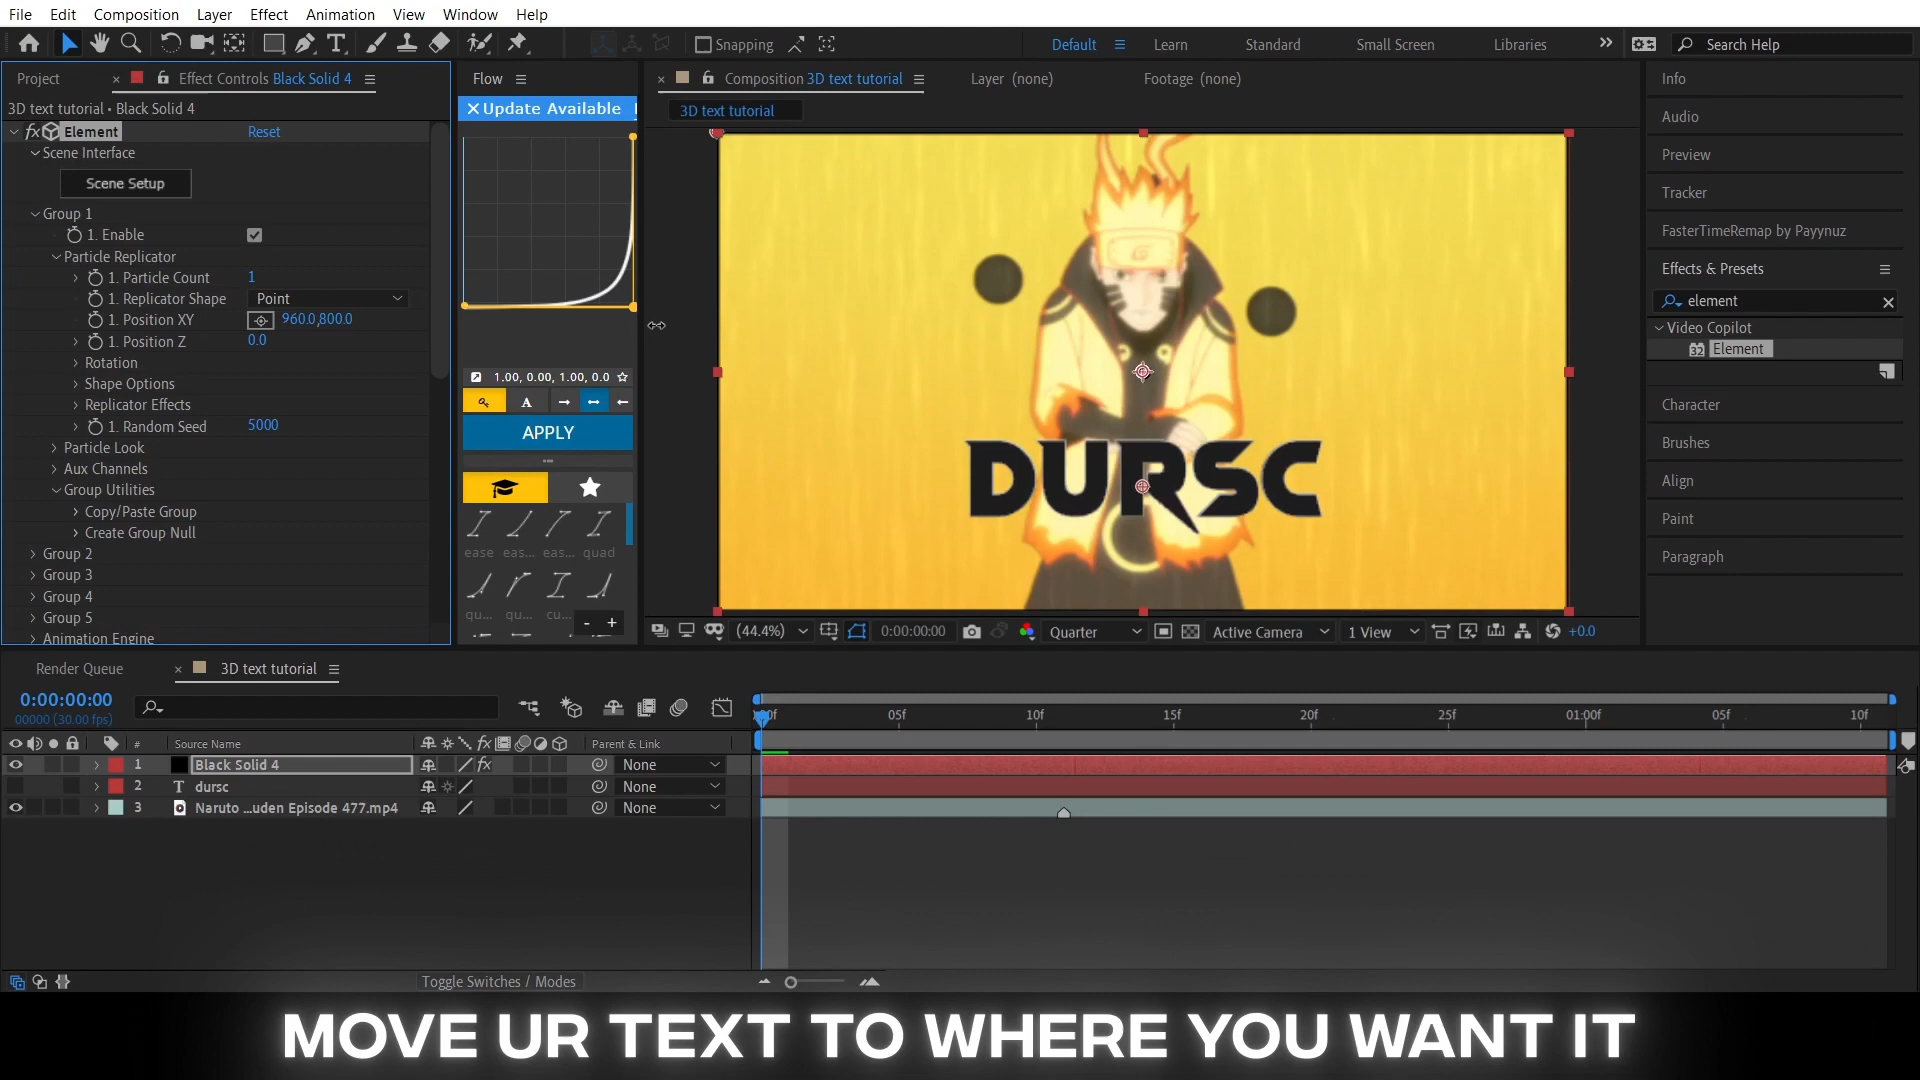 File Edit Composition Layer Effect Animation View Window Help
Snapping Default Learn Standard Small Screen Libraries Search Help
Project Effect Controls Black Solid 4
3D text tutorial • Black Solid 4
fx Element Reset
Scene Interface
Scene Setup
Group 1
1. Enable
Particle Replicator
1. Particle Count 1
1. Replicator Shape Point
1. Position XY 960.0,800.0
1. Position Z 0.0
Rotation
Shape Options
Replicator Effects
1. Random Seed 5000
Particle Look
Aux Channels
Group Utilities
Copy/Paste Group
Create Group Null
Group 2
Group 3
Group 4
Group 5
Animation Engine
Flow
Update Available
1.00, 0.00, 1.00, 0.0
A
APPLY
ease eas... eas... quad
qu... qu... cu...
- +
Composition 3D text tutorial Layer (none) Footage (none)
3D text tutorial
DURSC
(44.4%) 0:00:00:00 Quarter Active Camera 1 View +0.0
Info
Audio
Preview
Tracker
FasterTimeRemap by Payynuz
Effects & Presets
element
Video Copilot
32 Element
Character
Brushes
Align
Paint
Paragraph
Render Queue 3D text tutorial
0:00:00:00
00000 (30.00 fps)
05f 10f 15f 20f 25f 01:00f 05f 10f
# Source Name fx Parent & Link
1 Black Solid 4 fx None
2 T dursc None
3 Naruto ...uden Episode 477.mp4 None
Toggle Switches / Modes
MOVE UR TEXT TO WHERE YOU WANT IT